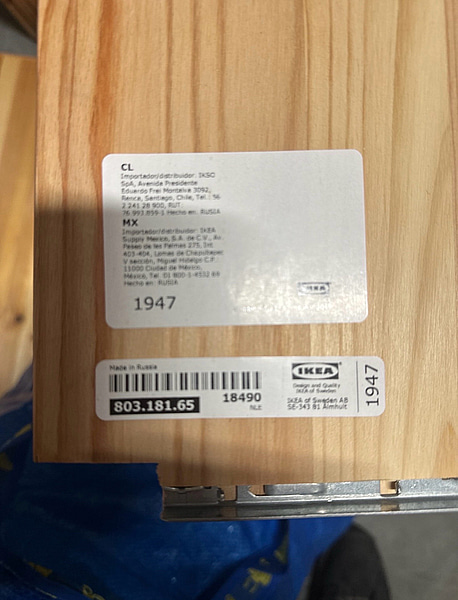 CL
Importador/distribuidor: IKSO
SpA, Avenida Presidente
Eduardo Frei Montalva 3092,
Renca, Santiago, Chile, Tel.: 56
2 241 28 900, RUT
76.993.859-1 Hecho en: RUSIA
MX
Importador/distribuidor: IKEA
Supply Mexico, S.A. de C.V., Av.
Paseo de las Palmas 275, Int
403-404, Lomas de Chapultepec
V sección, Miguel Hidalgo C.P.
11000 Ciudad de México,
México, Tel. 01 800-1-4532 69
Hecho en: RUSIA
IKEA
1947
Made in Russia
803.181.65
18490
NLE
IKEA
Design and Quality
IKEA of Sweden
IKEA of Sweden AB
SE-343 81 Älmhult
1947